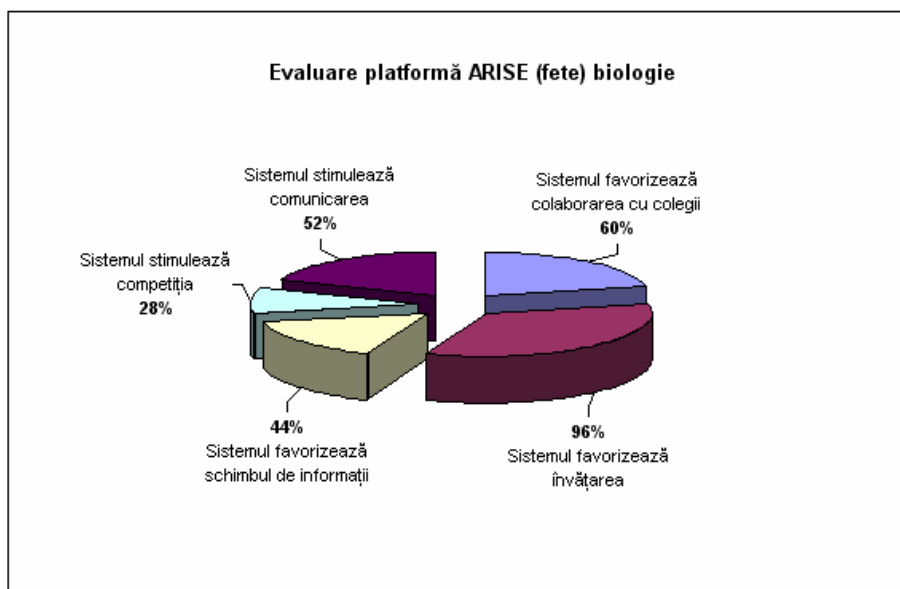 Evaluare platformă ARISE (fete) biologie
Sistemul stimulează
comunicarea
52%
Sistemul favorizează
colaborarea cu colegii
60%
Sistemul stimulează
competiția
28%
44%
Sistemul favorizează
schimbul de informații
96%
Sistemul favorizează
învățarea